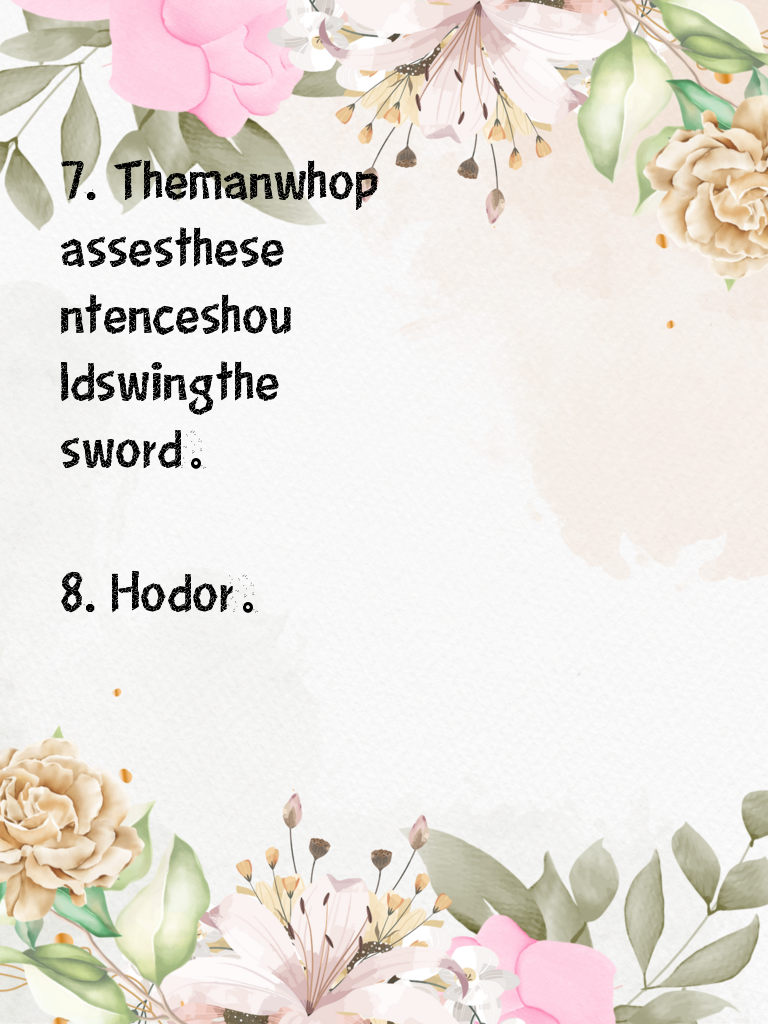 7. Themanwhop
assesthese
ntenceshou
ldswingthe
sword。
8. Hodor。